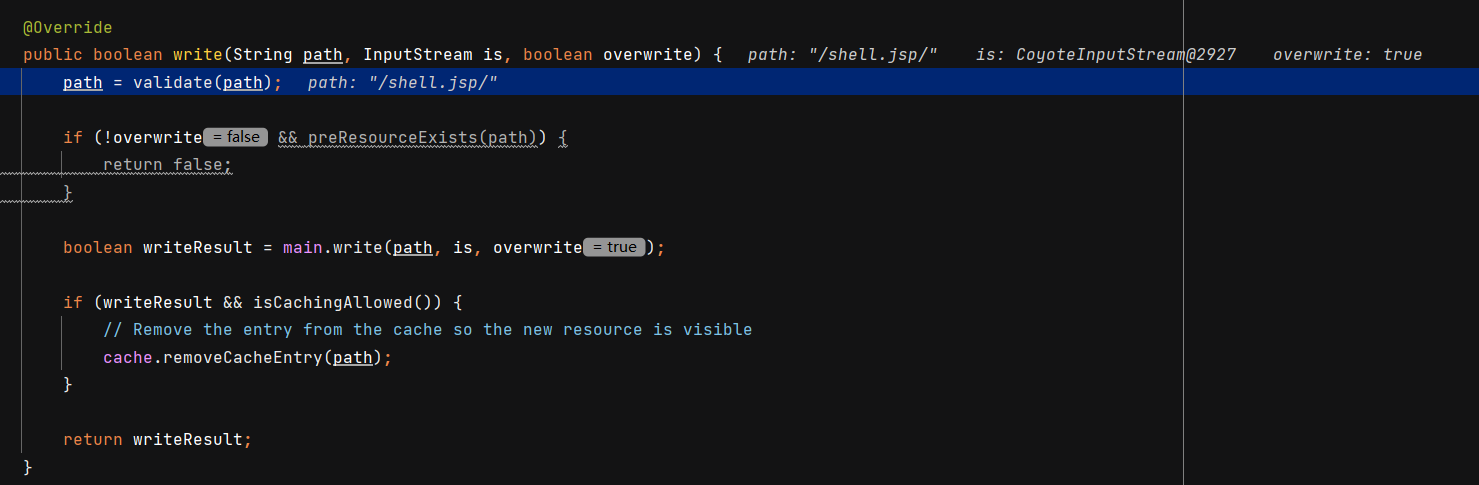 @Override
public boolean write(String path, InputStream is, boolean overwrite) {   path: "/shell.jsp/"    is: CoyoteInputStream@2927    overwrite: true
    path = validate(path);   path: "/shell.jsp/"
    if (!overwrite = false && preResourceExists(path)) {
        return false;
    }
    boolean writeResult = main.write(path, is, overwrite = true );
    if (writeResult && isCachingAllowed()) {
        // Remove the entry from the cache so the new resource is visible
        cache.removeCacheEntry(path);
    }
    return writeResult;
}